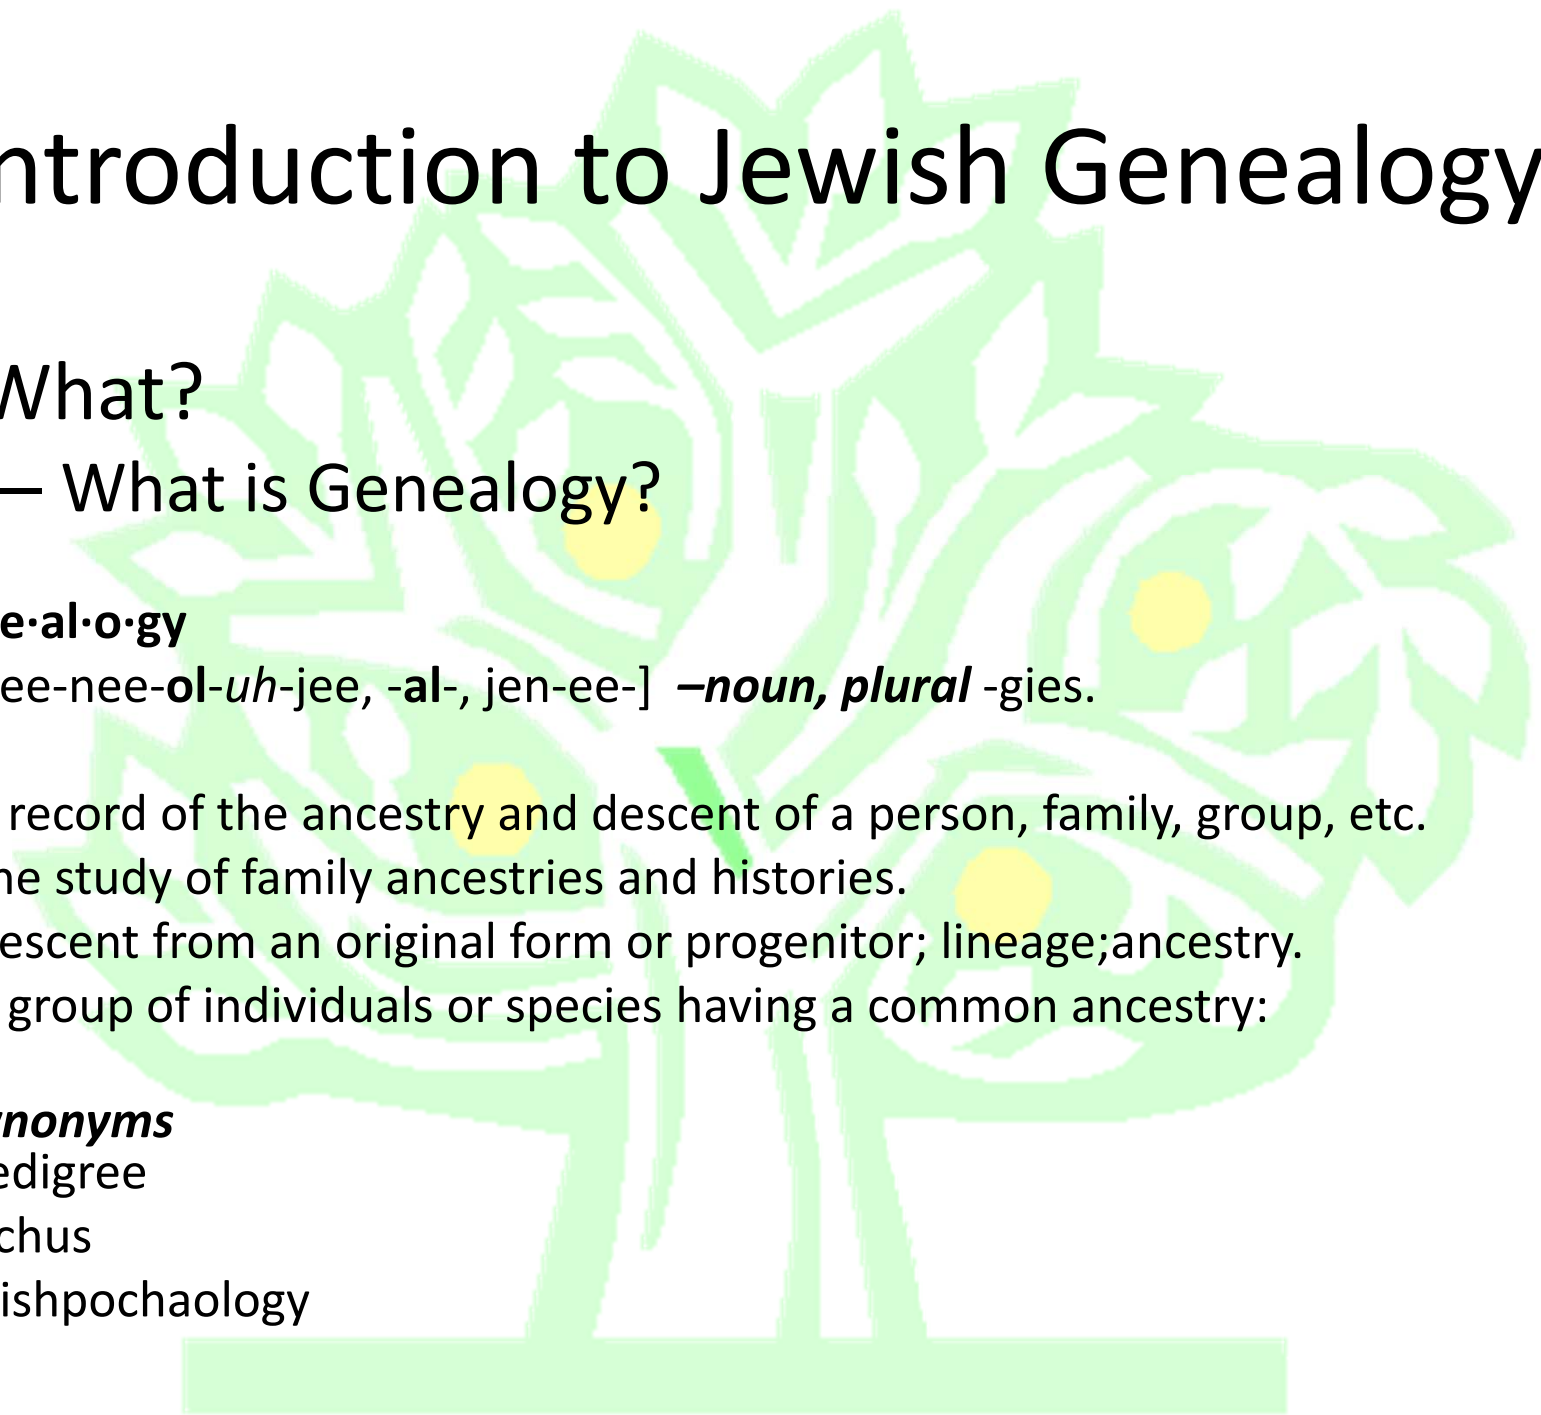 ntroduction to Jewish Genealogy
What?
– What is Genealogy?
e·al·o·gy
ee-nee-ol-uh-jee, -al-, jen-ee-] –noun, plural -gies.
record of the ancestry and descent of a person, family, group, etc.
he study of family ancestries and histories.
escent from an original form or progenitor; lineage;ancestry.
group of individuals or species having a common ancestry:
nonyms
edigree
chus
ishpochaology